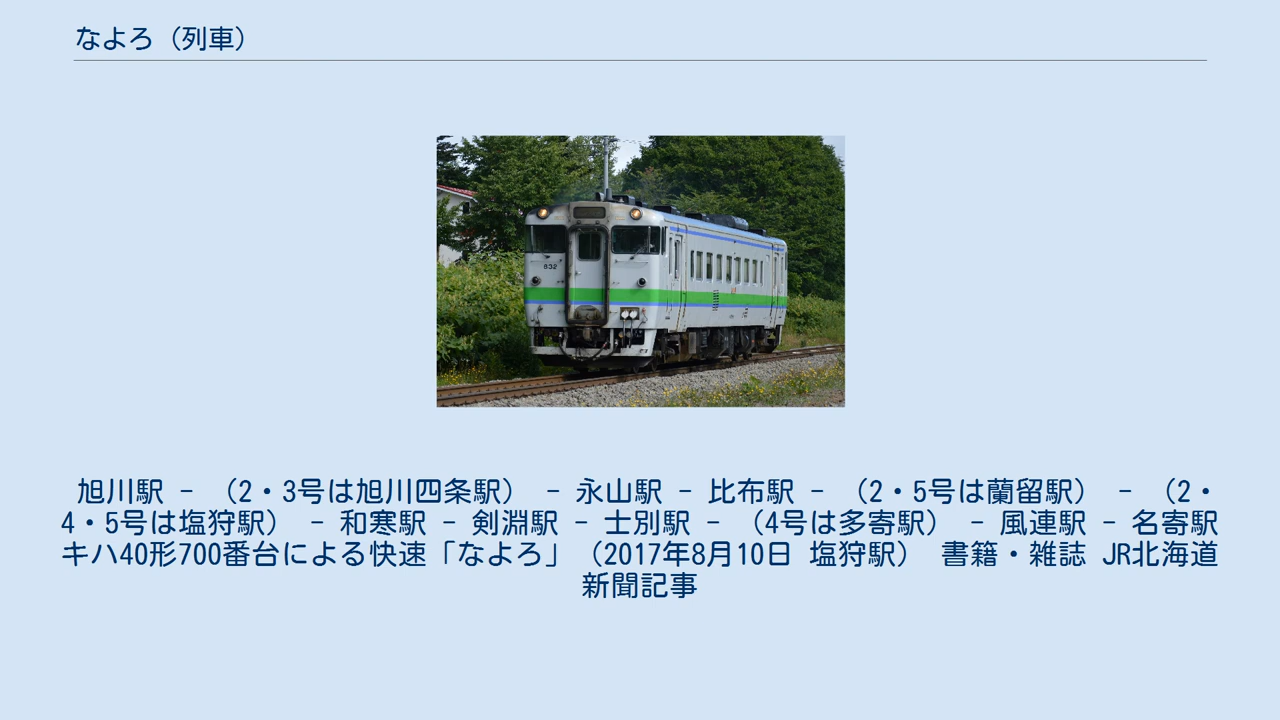 なよろ（列車）
832
旭川駅 - （2・3号は旭川四条駅） - 永山駅 - 比布駅 - （2・5号は蘭留駅） - （2・
4・5号は塩狩駅） - 和寒駅 - 剣淵駅 - 士別駅 - （4号は多寄駅） - 風連駅 - 名寄駅
キハ40形700番台による快速「なよろ」（2017年8月10日 塩狩駅） 書籍・雑誌 JR北海道
新聞記事